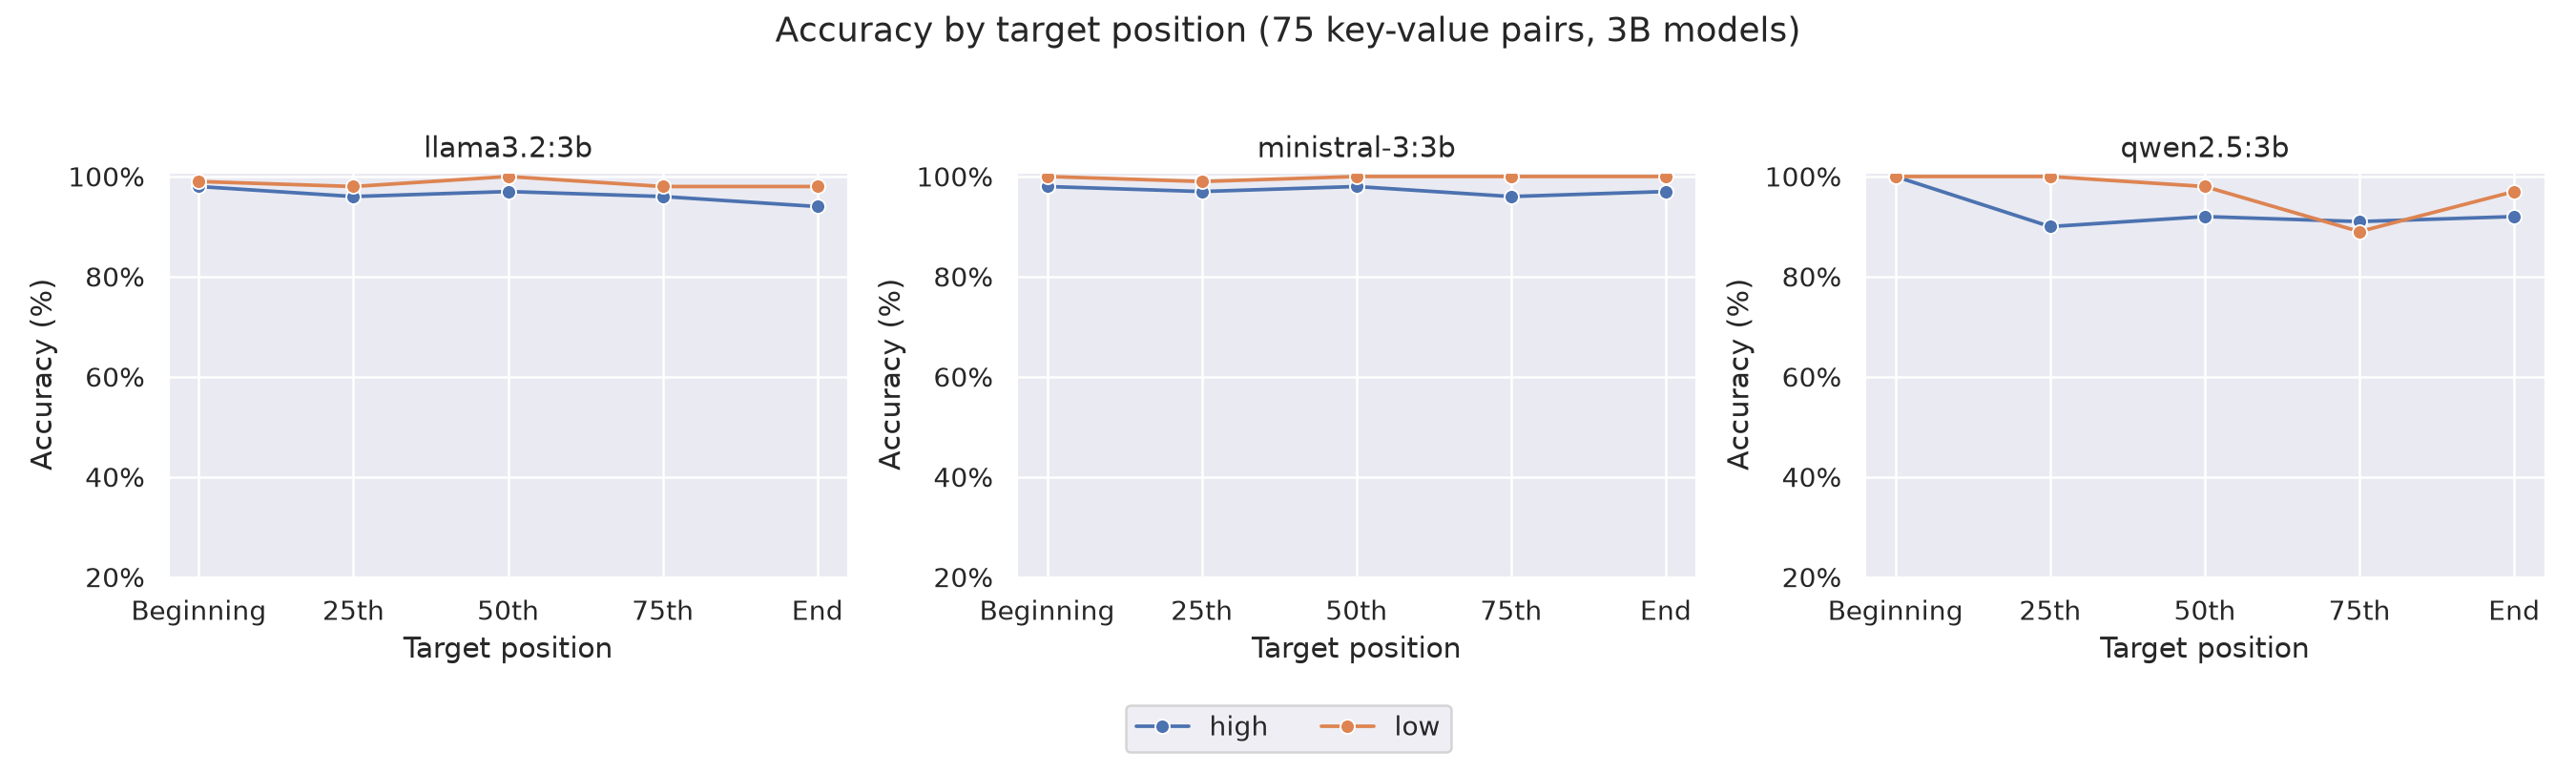 Accuracy by target position (75 key-value pairs, 3B models)
llama3.2:3b
100%
80%
60%
40%
20%
Accuracy (%)
Beginning 25th 50th 75th End
Target position
ministral-3:3b
100%
80%
60%
40%
20%
Accuracy (%)
Beginning 25th 50th 75th End
Target position
qwen2.5:3b
100%
80%
60%
40%
20%
Accuracy (%)
Beginning 25th 50th 75th End
Target position
high low